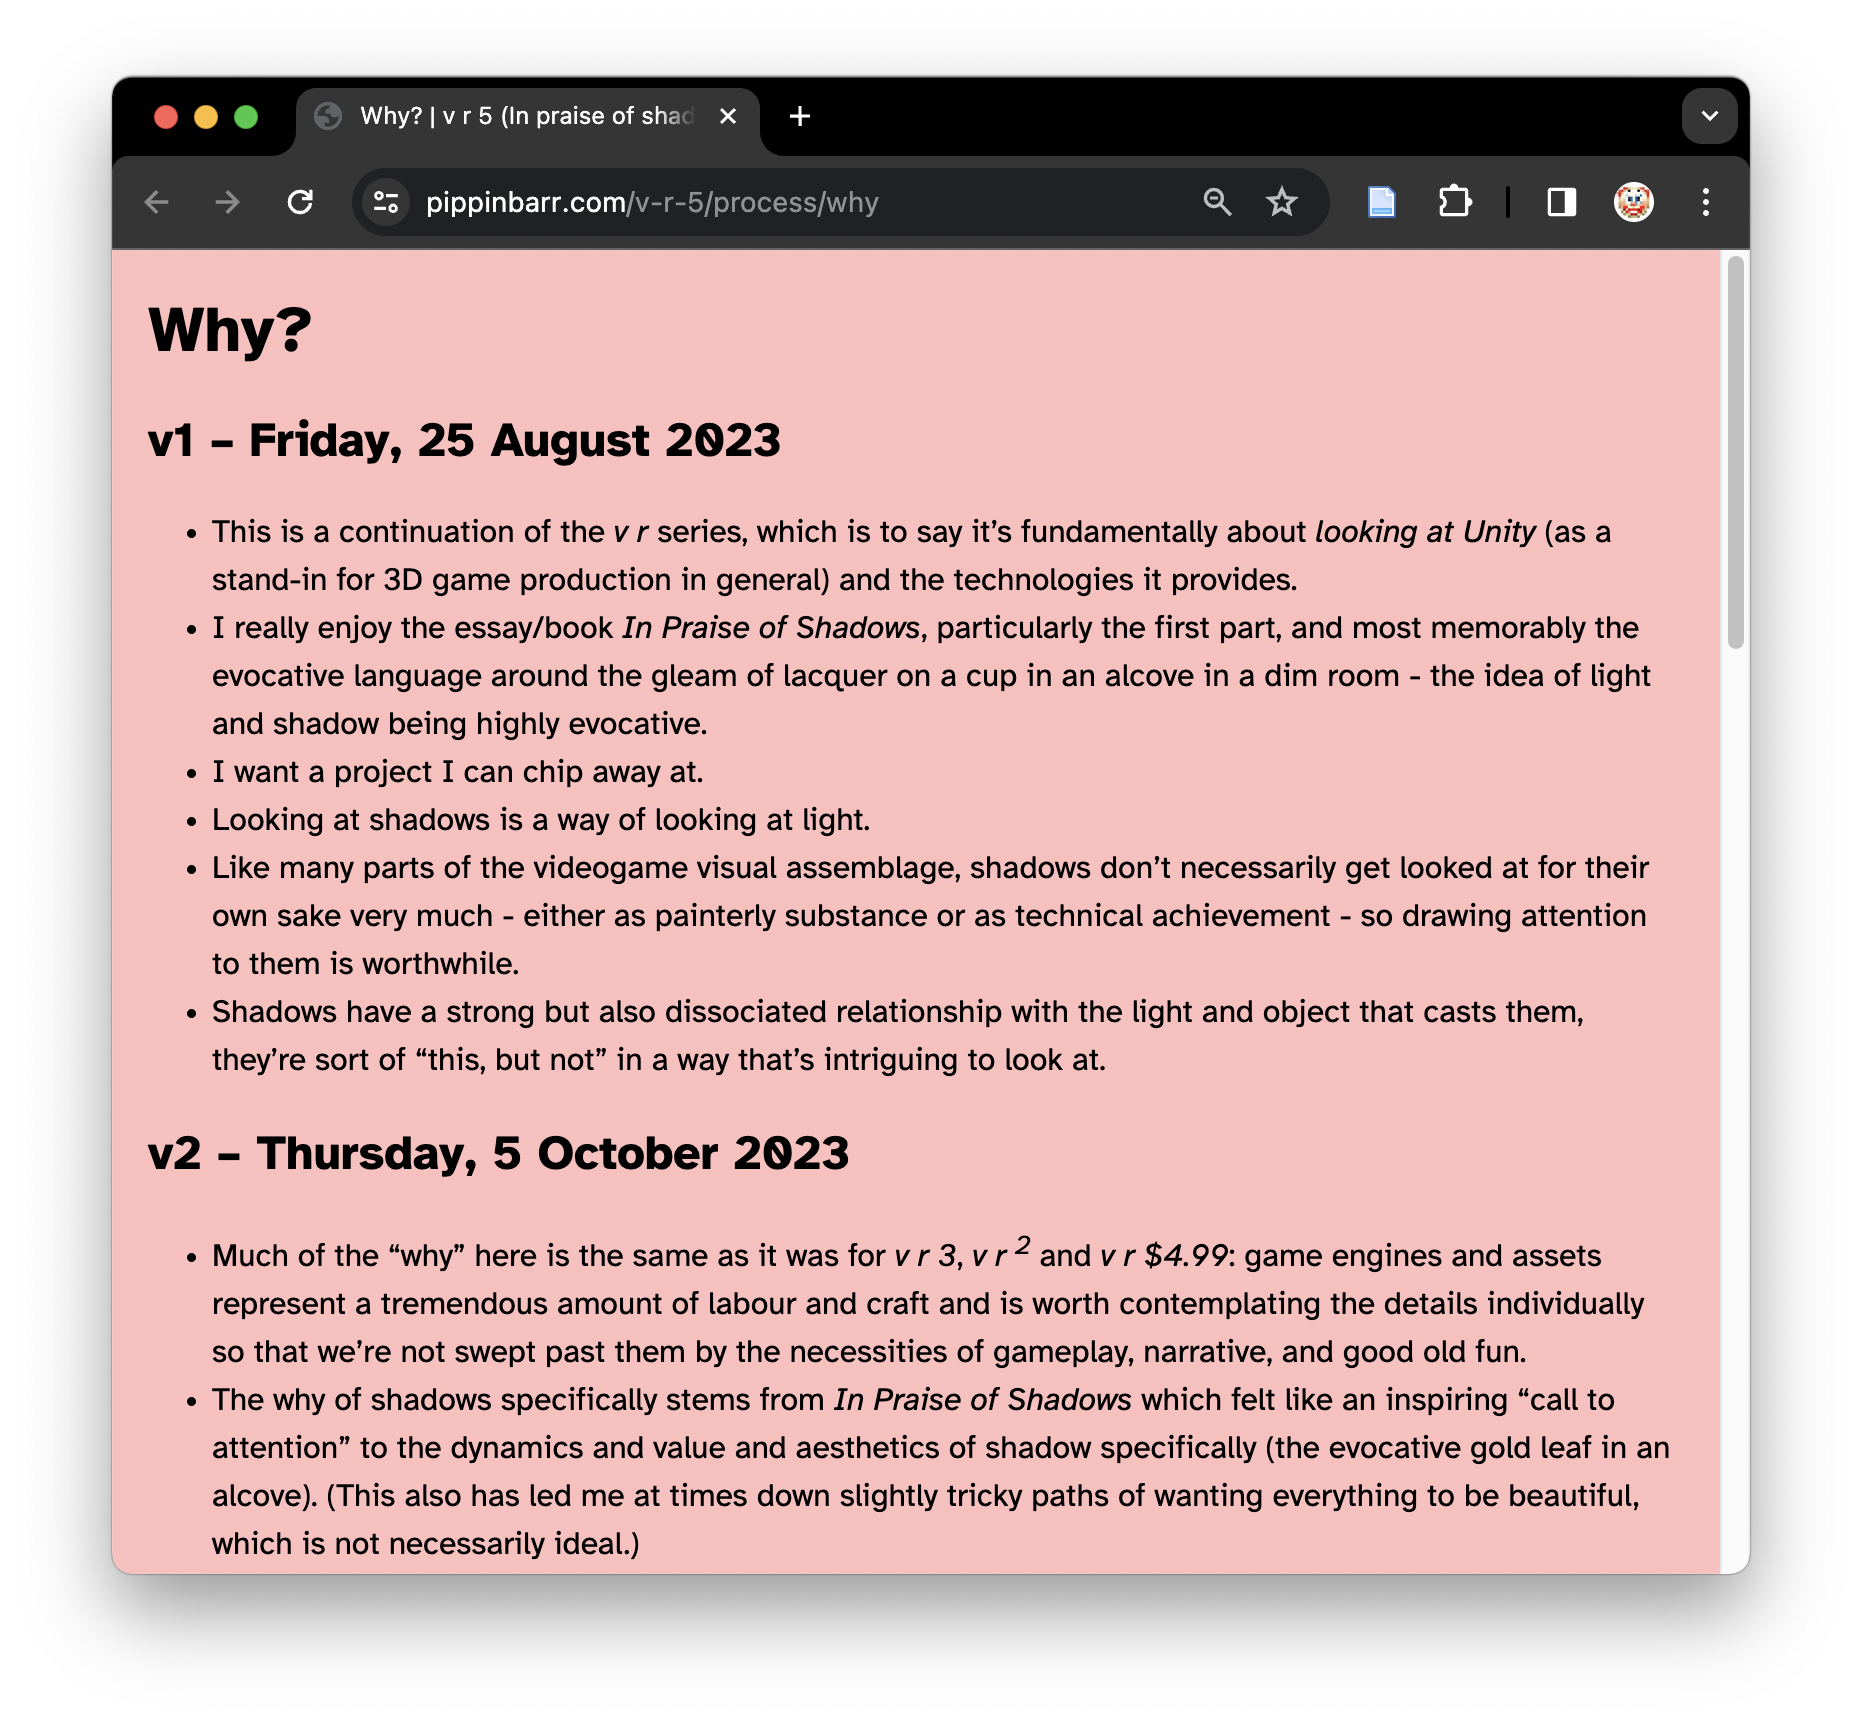 Why? | v r 5 (In praise of shad
pippinbarr.com/v-r-5/process/why
Why?
v1 – Friday, 25 August 2023
• This is a continuation of the v r series, which is to say it’s fundamentally about looking at Unity (as a
stand-in for 3D game production in general) and the technologies it provides.
• I really enjoy the essay/book In Praise of Shadows, particularly the first part, and most memorably the
evocative language around the gleam of lacquer on a cup in an alcove in a dim room - the idea of light
and shadow being highly evocative.
• I want a project I can chip away at.
• Looking at shadows is a way of looking at light.
• Like many parts of the videogame visual assemblage, shadows don’t necessarily get looked at for their
own sake very much - either as painterly substance or as technical achievement - so drawing attention
to them is worthwhile.
• Shadows have a strong but also dissociated relationship with the light and object that casts them,
they’re sort of “this, but not” in a way that’s intriguing to look at.
v2 – Thursday, 5 October 2023
• Much of the “why” here is the same as it was for v r 3, v r ² and v r $4.99: game engines and assets
represent a tremendous amount of labour and craft and is worth contemplating the details individually
so that we’re not swept past them by the necessities of gameplay, narrative, and good old fun.
• The why of shadows specifically stems from In Praise of Shadows which felt like an inspiring “call to
attention” to the dynamics and value and aesthetics of shadow specifically (the evocative gold leaf in an
alcove). (This also has led me at times down slightly tricky paths of wanting everything to be beautiful,
which is not necessarily ideal.)